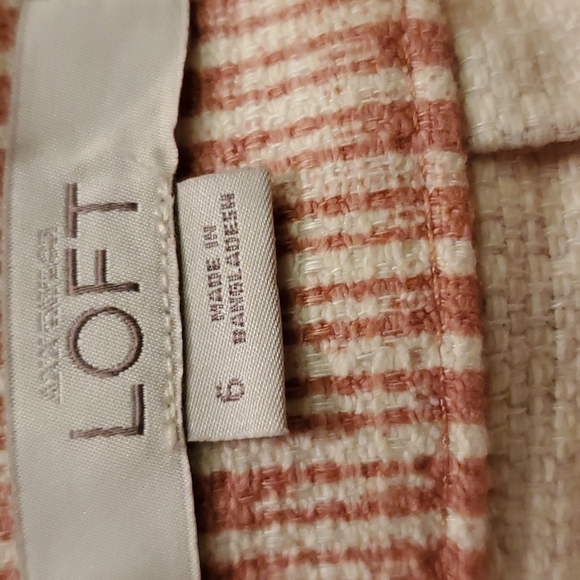 ANN TAYLOR
LOFT
MADE IN
BANGLADESH
6